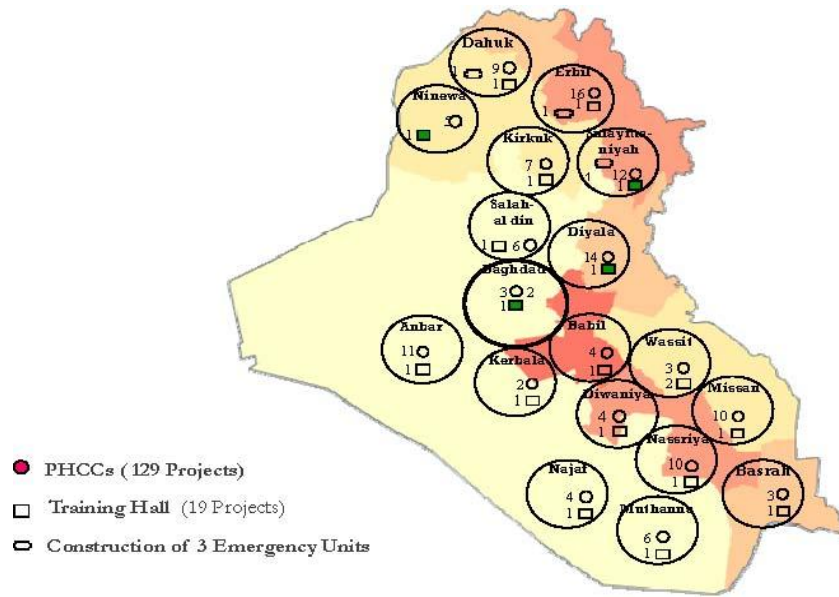 Dahuk
1 9
1
Erbil
16
1 1
Ninewa
5
1
Kirkuk
7
1
Sulayma-
niyah
12
1
Salah-
al din
1 6
Diyala
14
1
Baghdad
3 2
1
Anbar
11
1
Kerbala
2
1
Babil
4
1
Wassit
3
2
Diwaniya
4
1
Missan
10
1
Nassriya
10
1
Najaf
4
1
Basrah
3
1
Muthanna
6
1
PHCCs ( 129 Projects)
Training Hall (19 Projects)
Construction of 3 Emergency Units